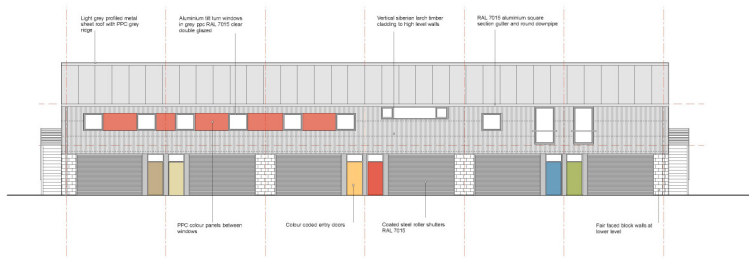 Light grey profiled metal
sheet roof with PPC grey
ridge
Aluminium tilt turn windows
in grey ppc RAL 7015 clear
double glazed
Vertical siberian larch timber
cladding to high level walls
RAL 7015 aluminium square
section gutter and round downpipe
PPC colour panels between
windows
Colour coded entry doors
Coated steel roller shutters
RAL 7015
Fair faced block walls at
lower level